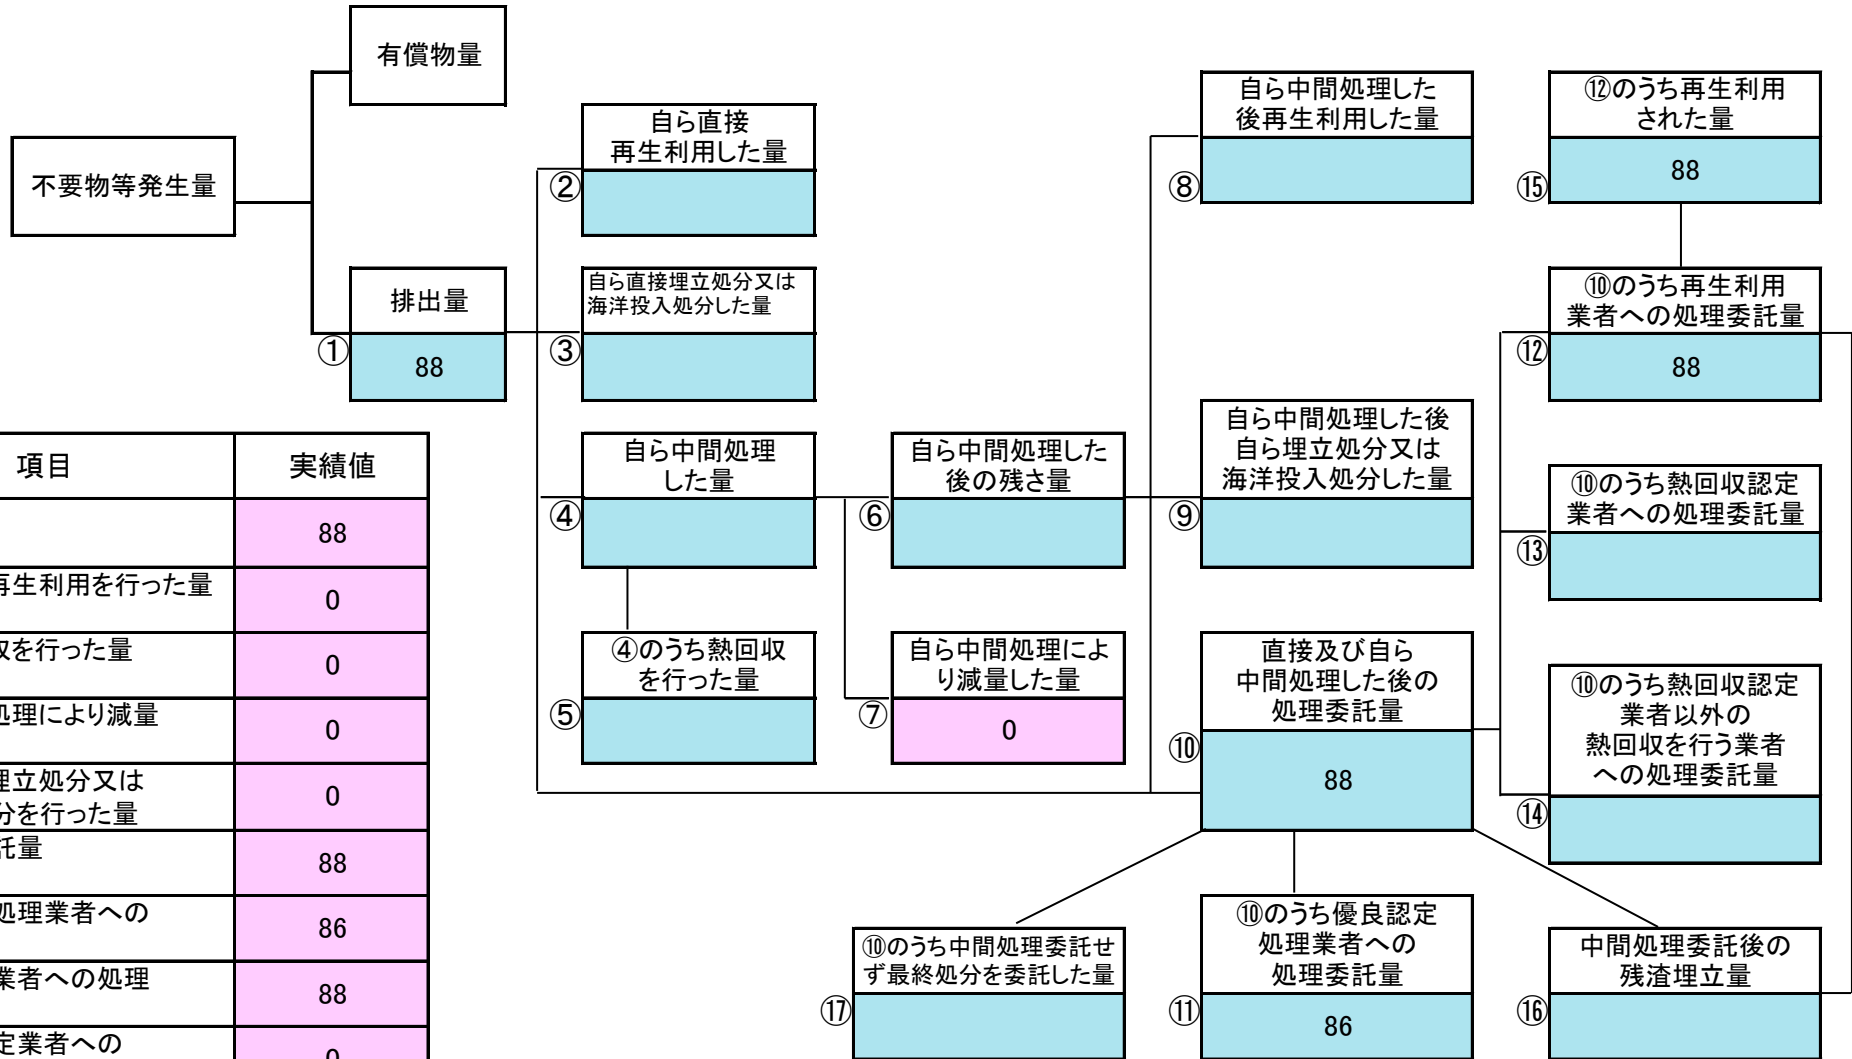 有償物量
不要物等発生量
排出量
①
88
自ら直接
再生利用した量
②
自ら直接埋立処分又は
海洋投入処分した量
③
自ら中間処理
した量
④
④のうち熱回収
を行った量
⑤
自ら中間処理した
後の残さ量
⑥
自ら中間処理によ
り減量した量
⑦
0
自ら中間処理した
後再生利用した量
⑧
自ら中間処理した後
自ら埋立処分又は
海洋投入処分した量
⑨
直接及び自ら
中間処理した後の
処理委託量
⑩
88
⑩のうち中間処理委託せ
ず最終処分を委託した量
⑰
⑩のうち優良認定
処理業者への
処理委託量
⑪
86
⑫のうち再生利用
された量
⑮
88
⑩のうち再生利用
業者への処理委託量
⑫
88
⑩のうち熱回収認定
業者への処理委託量
⑬
⑩のうち熱回収認定
業者以外の
熱回収を行う業者
への処理委託量
⑭
中間処理委託後の
残渣埋立量
⑯
項目 実績値
88
再生利用を行った量 0
を行った量 0
処理により減量 0
埋立処分又は
分を行った量
0
託量 88
処理業者への 86
業者への処理 88
定業者への
0